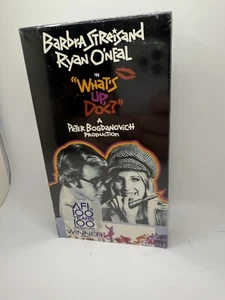 Barbra Streisand
Ryan O'Neal
in
"What's
Up,
Doc?"
A
Peter Bogdanovich
Production
AFI
100
100
WINNER